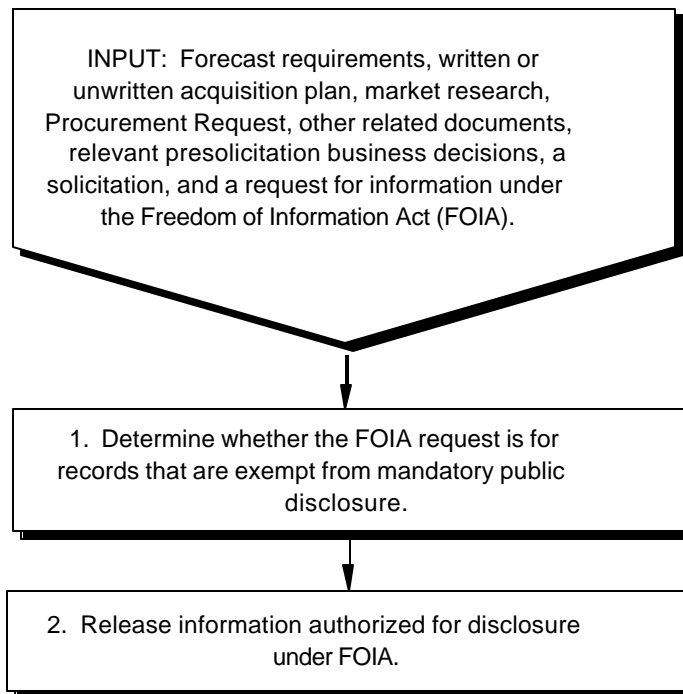 INPUT:  Forecast requirements, written or
unwritten acquisition plan, market research,
Procurement Request, other related documents,
relevant presolicitation business decisions, a
solicitation, and a request for information under
the Freedom of Information Act (FOIA).
1.  Determine whether the FOIA request is for
records that are exempt from mandatory public
disclosure.
2.  Release information authorized for disclosure
under FOIA.